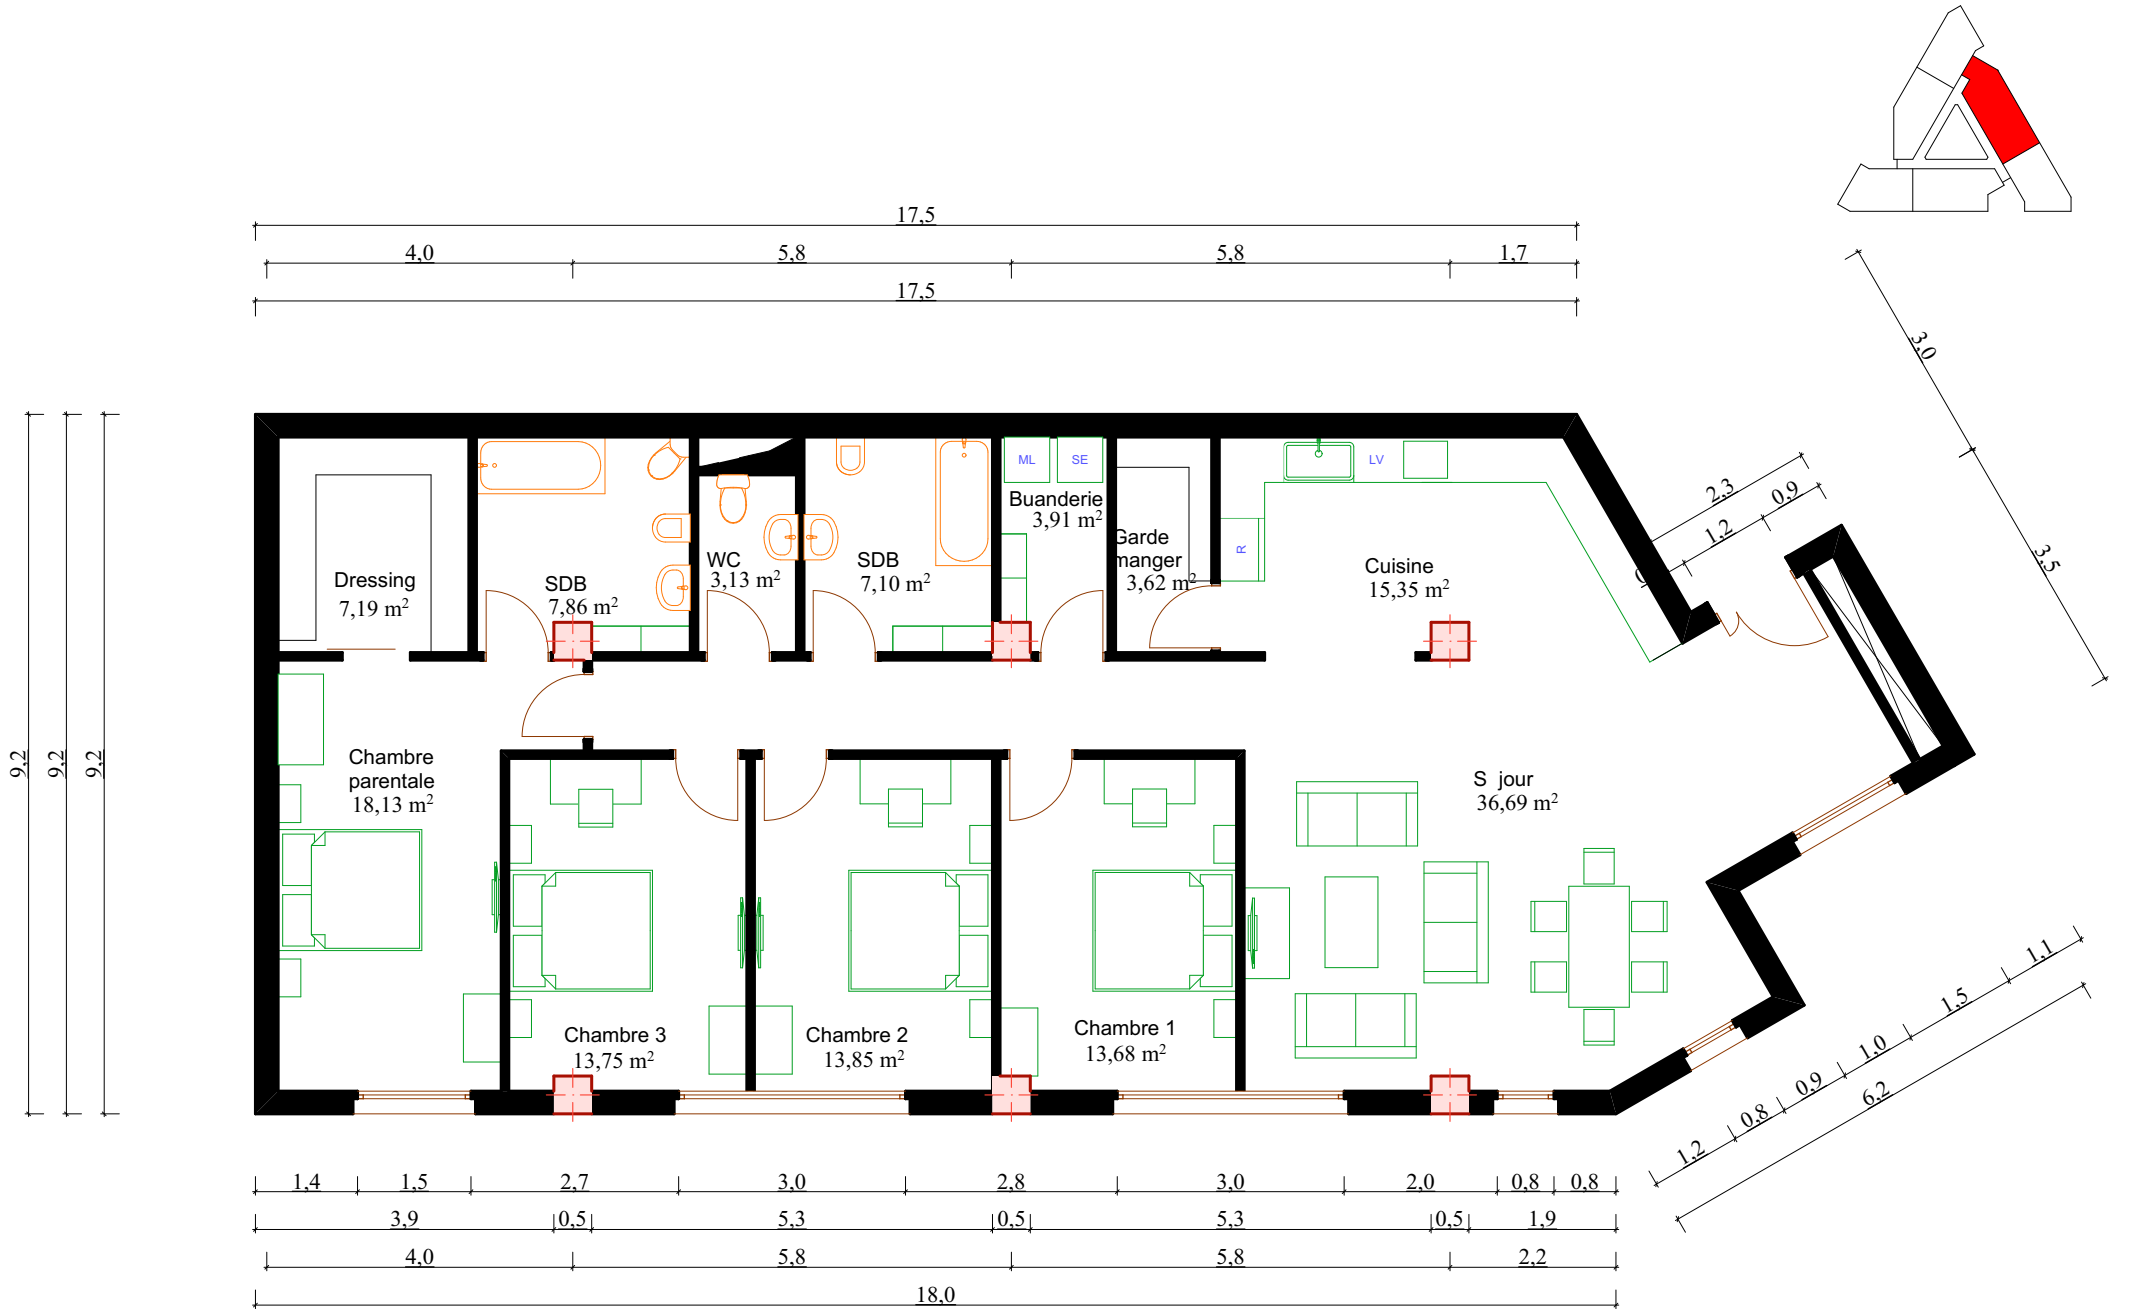 17,5
4,0
5,8
5,8
1,7
17,5
3,0
3,5
2,3
0,9
1,2
9,2
9,2
9,2
ML
SE
LV
R
Buanderie
3,91 m²
Garde
manger
3,62 m²
WC
3,13 m²
SDB
7,10 m²
Cuisine
15,35 m²
Dressing
7,19 m²
SDB
7,86 m²
Chambre
parentale
18,13 m²
S jour
36,69 m²
Chambre 3
13,75 m²
Chambre 2
13,85 m²
Chambre 1
13,68 m²
1,1
1,5
1,0
0,9
0,8
1,2
6,2
1,4
1,5
2,7
3,0
2,8
3,0
2,0
0,8
0,8
3,9
0,5
5,3
0,5
5,3
0,5
1,9
4,0
5,8
5,8
2,2
18,0